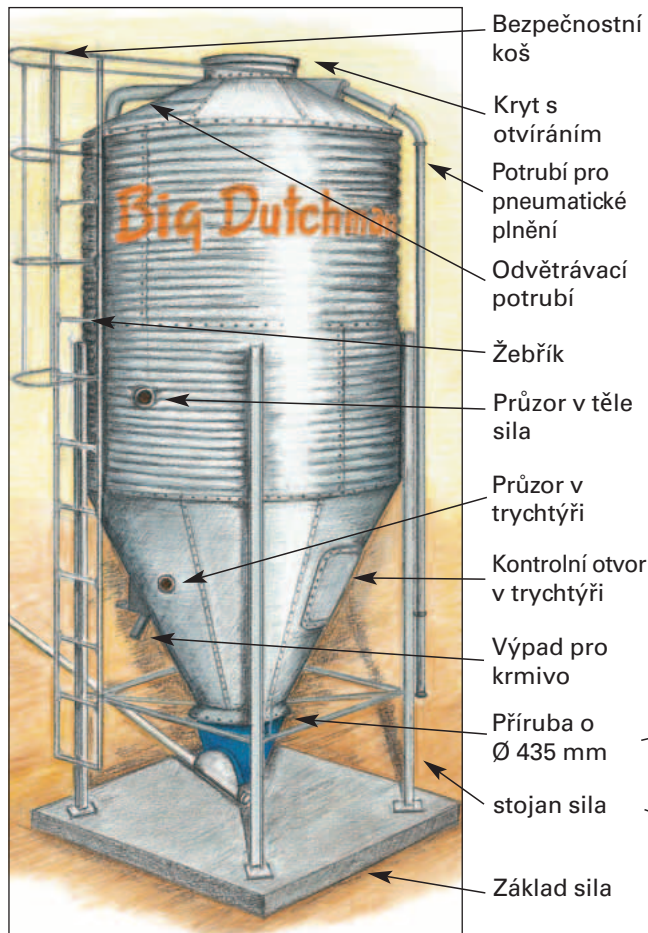 Bezpečnostní
koš
Kryt s
otvíráním
Potrubí pro
pneumatické
plnění
Big Dutchman
Odvětrávací
potrubí
Žebřík
Průzor v těle
sila
Průzor v
trychtýři
Kontrolní otvor
v trychtýři
Výpad pro
krmivo
Příruba o
Ø 435 mm
stojan sila
Základ sila